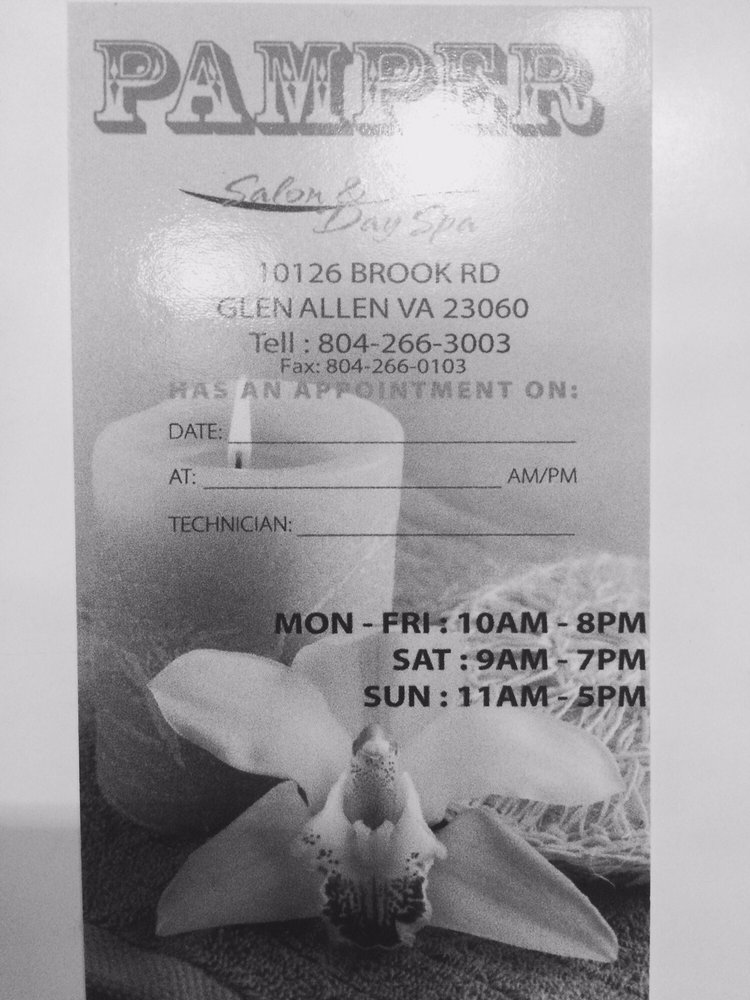 PAMPER
Salon &
Day Spa
10126 BROOK RD
GLEN ALLEN VA 23060
Tell : 804-266-3003
Fax: 804-266-0103
HAS AN APPOINTMENT ON:
DATE:
AT: AM/PM
TECHNICIAN:
MON - FRI : 10AM - 8PM
SAT : 9AM - 7PM
SUN : 11AM - 5PM